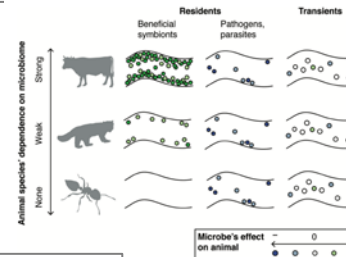 Residents
Transients
Beneficial
symbionts
Pathogens,
parasites
Animal species' dependence on microbiome
Strong
Weak
None
Microbe's effect
on animal
− 0